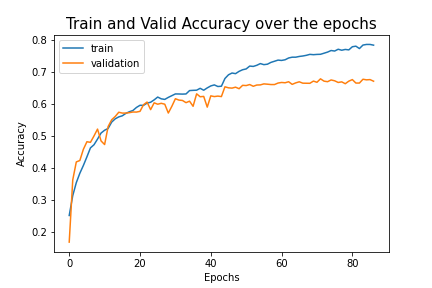 Train and Valid Accuracy over the epochs
train
validation
Accuracy
0.8
0.7
0.6
0.5
0.4
0.3
0.2
0 20 40 60 80
Epochs